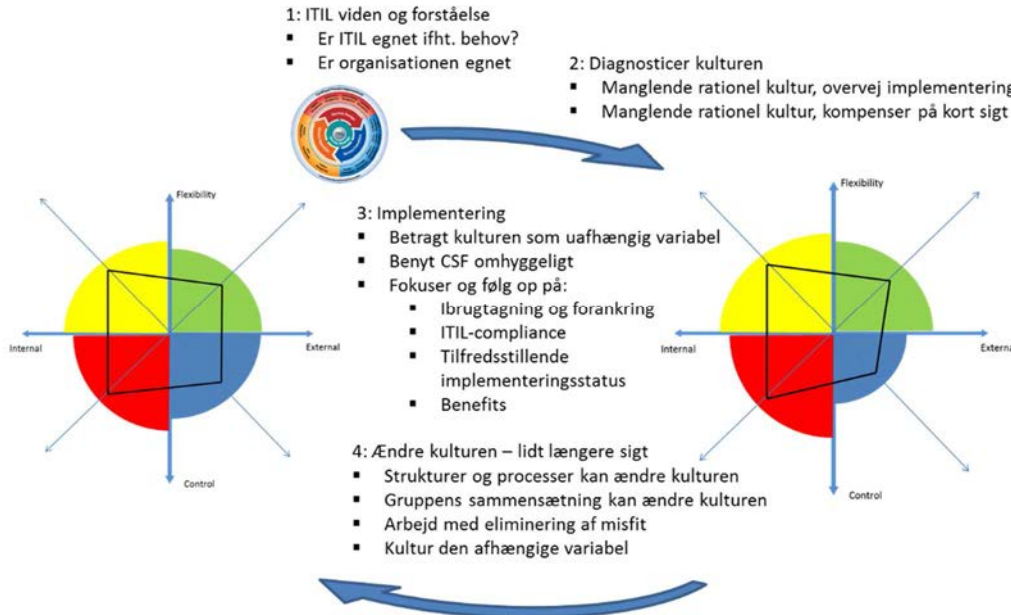 1: ITIL viden og forståelse
▪ Er ITIL egnet ifht. behov?
▪ Er organisationen egnet
2: Diagnosticer kulturen
▪ Manglende rationel kultur, overvej implementering
▪ Manglende rationel kultur, kompenser på kort sigt
Flexibility
Internal
External
Control
3: Implementering
▪ Betragt kulturen som uafhængig variabel
▪ Benyt CSF omhyggeligt
▪ Fokuser og følg op på:
▪ Ibrugtagning og forankring
▪ ITIL-compliance
▪ Tilfredsstillende
implementeringsstatus
▪ Benefits
Flexibility
Internal
External
Control
4: Ændre kulturen – lidt længere sigt
▪ Strukturer og processer kan ændre kulturen
▪ Gruppens sammensætning kan ændre kulturen
▪ Arbejd med eliminering af misfit
▪ Kultur den afhængige variabel